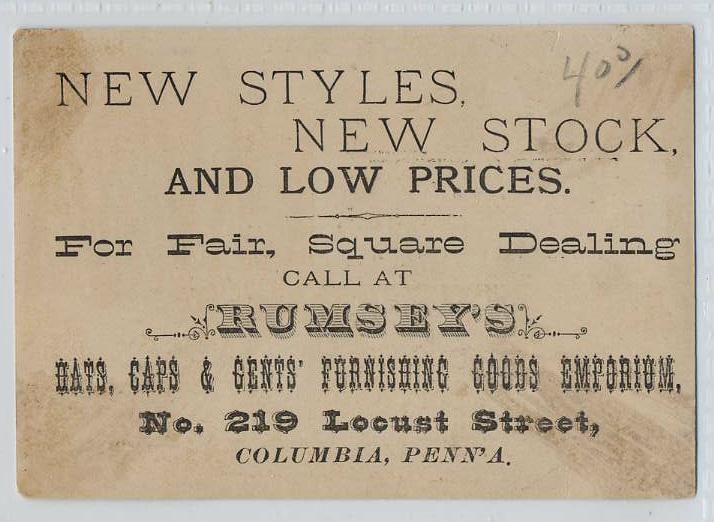 400/
NEW STYLES,
NEW STOCK,
AND LOW PRICES.
For Fair, Square Dealing
CALL AT
RUMSEY'S
HATS, CAPS & GENTS' FURNISHING GOODS EMPORIUM,
No. 219 Locust Street,
COLUMBIA, PENN'A.